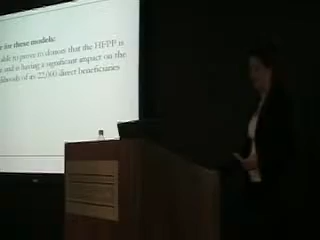 for these models:
able to prove to donors that the HFPP is
and is having a significant impact on the
of its 22,000 direct beneficiaries